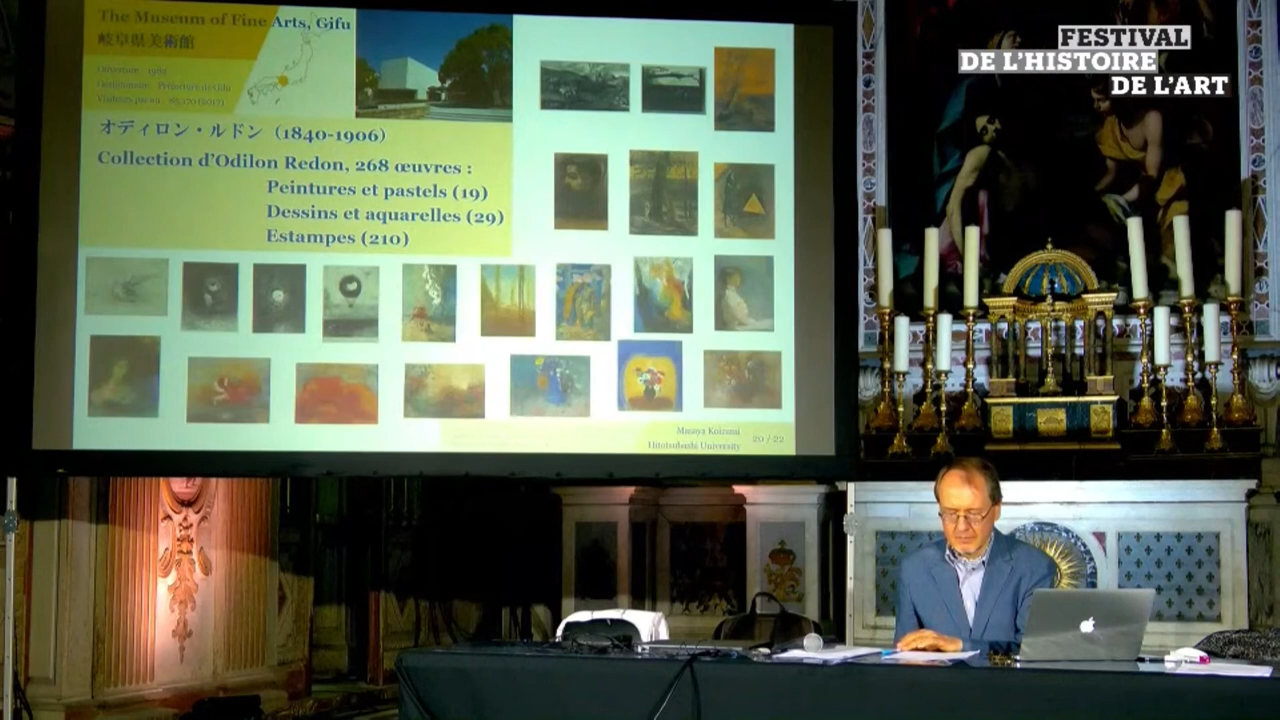 The Museum of Fine Arts, Gifu
岐阜県美術館
オディロン・ルドン（1840-1906）
Collection d'Odilon Redon, 268 œuvres :
Peintures et pastels (19)
Dessins et aquarelles (29)
Estampes (210)
Koizumi
Hitotsubashi University
20 / 22
FESTIVAL
DE L'HISTOIRE
DE L'ART